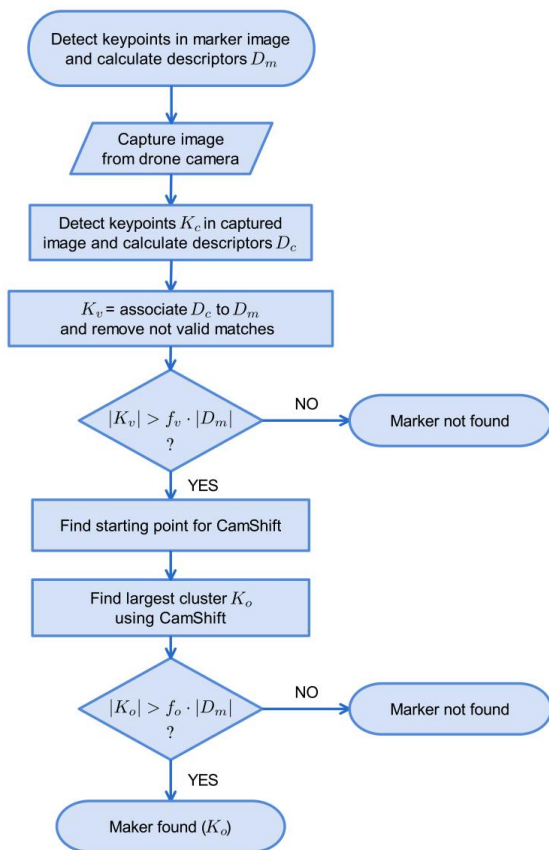 Detect keypoints in marker image
and calculate descriptors $D_m$
Capture image
from drone camera
Detect keypoints $K_c$ in captured
image and calculate descriptors $D_c$
$K_v$ = associate $D_c$ to $D_m$
and remove not valid matches
$|K_v| > f_v \cdot |D_m|$
?
NO
Marker not found
YES
Find starting point for CamShift
Find largest cluster $K_o$
using CamShift
$|K_o| > f_o \cdot |D_m|$
?
NO
Marker not found
YES
Maker found ($K_o$)